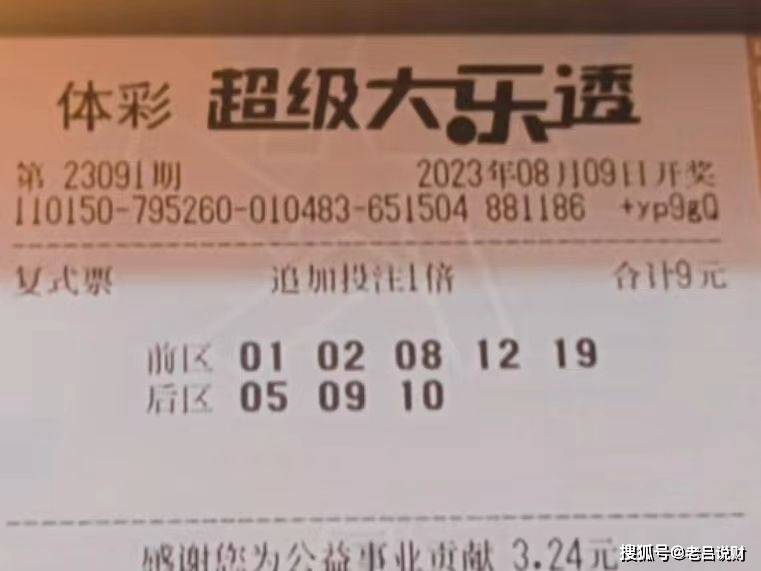 体彩 超级大乐透
第 23091期 2023年08月09日开奖
110150-795260-010483-651504 881186 +yp9gQ
复式票 追加投注1倍 合计9元
前区 01 02 08 12 19
后区 05 09 10
感谢您为公益事业贡献 3.24元
搜狐号@老吕说财